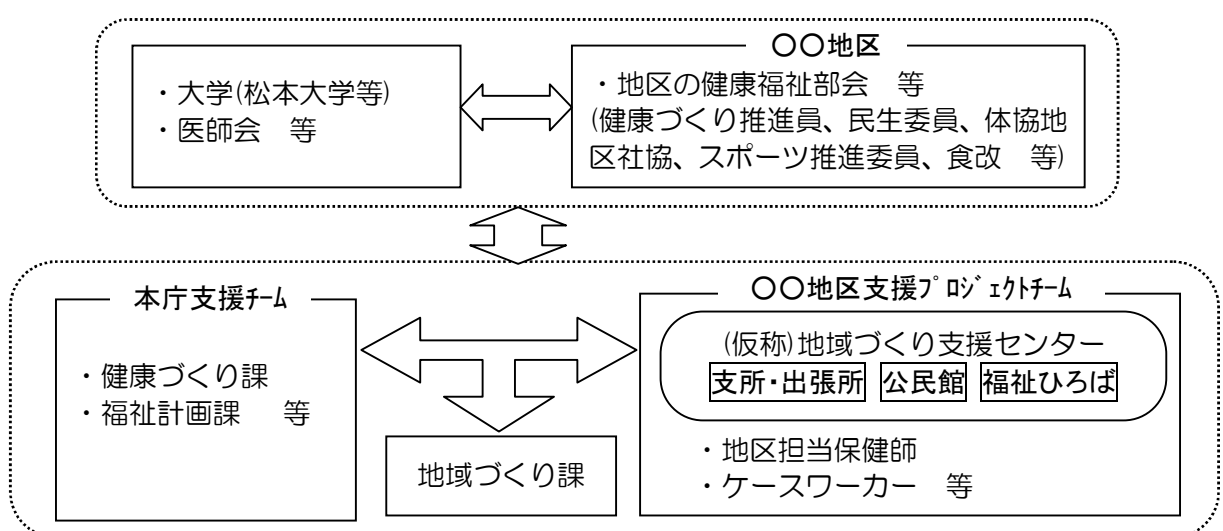 ・大学(松本大学等)
・医師会　等
〇〇地区
・地区の健康福祉部会　等
(健康づくり推進員、民生委員、体協地
区社協、スポーツ推進委員、食改　等)
本庁支援ﾁｰﾑ
・健康づくり課
・福祉計画課　等
地域づくり課
〇〇地区支援ﾌﾟﾛｼﾞｪｸﾄﾁｰﾑ
(仮称)地域づくり支援センター
支所・出張所　公民館　福祉ひろば
・地区担当保健師
・ケースワーカー　等